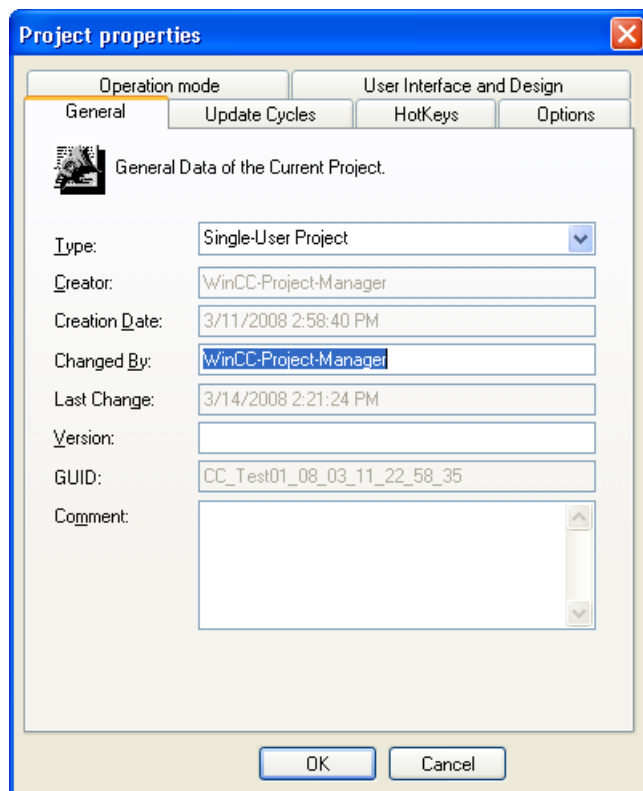 Project properties
Operation mode User Interface and Design
General Update Cycles HotKeys Options
General Data of the Current Project.
Type: Single-User Project
Creator: WinCC-Project-Manager
Creation Date: 3/11/2008 2:58:40 PM
Changed By: WinCC-Project-Manager
Last Change: 3/14/2008 2:21:24 PM
Version:
GUID: CC_Test01_08_03_11_22_58_35
Comment:
OK Cancel